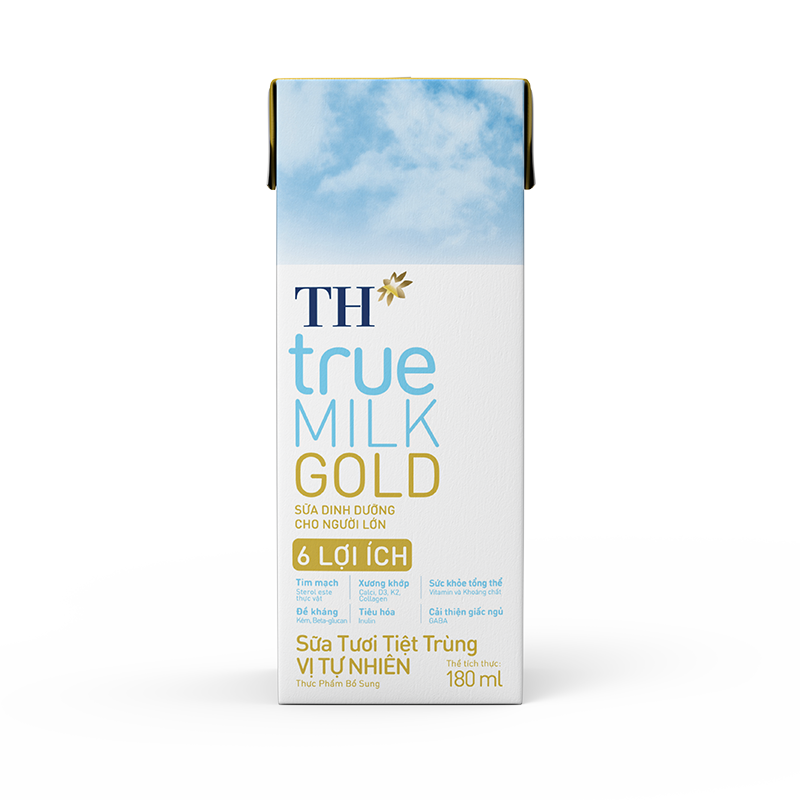 TH
true
MILK
GOLD
SỮA DINH DƯỠNG
CHO NGƯỜI LỚN
6 LỢI ÍCH
Tim mạch
Sterol este
thực vật
Xương khớp
Calci, D3, K2,
Collagen
Sức khỏe tổng thể
Vitamin và Khoáng chất
Đề kháng
Kẽm, Beta-glucan
Tiêu hóa
Inulin
Cải thiện giấc ngủ
GABA
Sữa Tươi Tiệt Trùng
VỊ TỰ NHIÊN
Thực Phẩm Bổ Sung
Thể tích thực:
180 ml